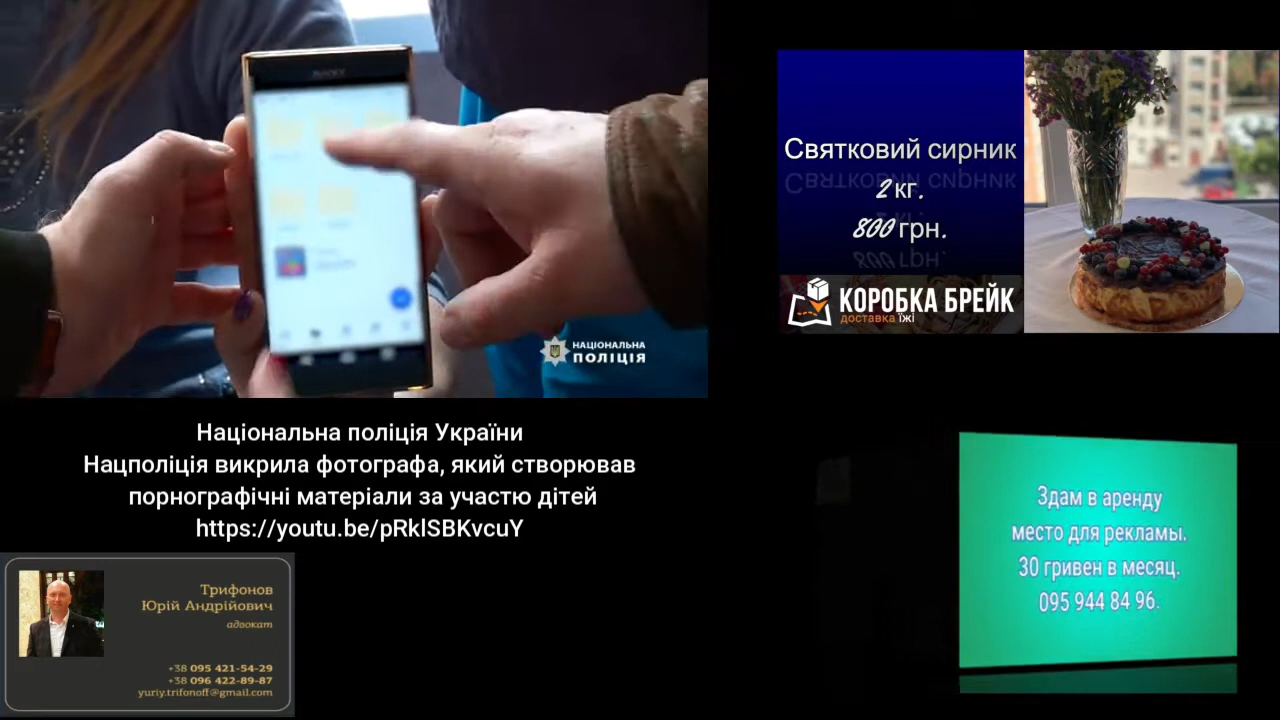 SONY
НАЦІОНАЛЬНА
ПОЛІЦІЯ
Національна поліція України
Нацполіція викрила фотографа, який створював
порнографічні матеріали за участю дітей
https://youtu.be/pRklSBKvcuY
Трифонов
Юрій Андрійович
адвокат
+38 095 421-54-29
+38 096 422-89-87
yuriy.trifonoff@gmail.com
Святковий сирник
2 кг.
800 грн.
КОРОБКА БРЕЙК
доставка їжі
Здам в аренду
место для рекламы.
30 гривен в месяц.
095 944 84 96.